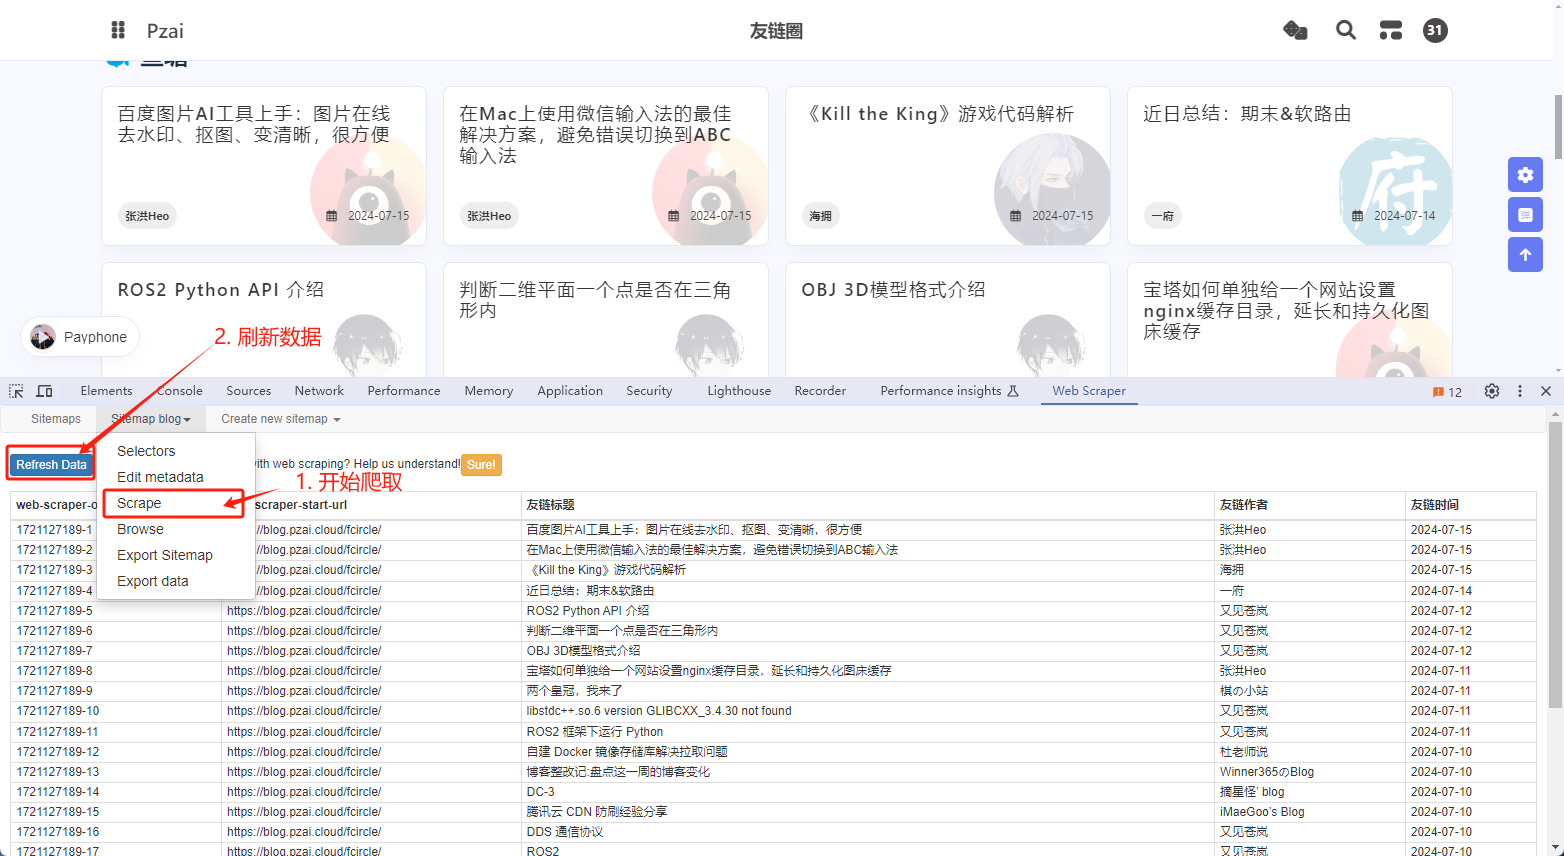 Pzai
友链圈
31
百度图片AI工具上手：图片在线
去水印、抠图、变清晰，很方便
张洪Heo
2024-07-15
在Mac上使用微信输入法的最佳
解决方案，避免错误切换到ABC
输入法
张洪Heo
2024-07-15
《Kill the King》游戏代码解析
海拥
2024-07-15
近日总结：期末&软路由
府
一府
2024-07-14
ROS2 Python API 介绍
判断二维平面一个点是否在三角
形内
OBJ 3D模型格式介绍
宝塔如何单独给一个网站设置
nginx缓存目录，延长和持久化图
床缓存
Payphone
2. 刷新数据
Elements Console Sources Network Performance Memory Application Security Lighthouse Recorder Performance insights Web Scraper 12
Sitemaps Sitemap blog Create new sitemap
Refresh Data
with web scraping? Help us understand! Sure!
Selectors
Edit metadata
Scrape
Browse
Export Sitemap
Export data
1. 开始爬取
web-scraper-o scraper-start-url 友链标题 友链作者 友链时间
1721127189-1 //blog.pzai.cloud/fcircle/ 百度图片AI工具上手：图片在线去水印、抠图、变清晰，很方便 张洪Heo 2024-07-15
1721127189-2 //blog.pzai.cloud/fcircle/ 在Mac上使用微信输入法的最佳解决方案，避免错误切换到ABC输入法 张洪Heo 2024-07-15
1721127189-3 //blog.pzai.cloud/fcircle/ 《Kill the King》游戏代码解析 海拥 2024-07-15
1721127189-4 //blog.pzai.cloud/fcircle/ 近日总结：期末&软路由 一府 2024-07-14
1721127189-5 https://blog.pzai.cloud/fcircle/ ROS2 Python API 介绍 又见苍岚 2024-07-12
1721127189-6 https://blog.pzai.cloud/fcircle/ 判断二维平面一个点是否在三角形内 又见苍岚 2024-07-12
1721127189-7 https://blog.pzai.cloud/fcircle/ OBJ 3D模型格式介绍 又见苍岚 2024-07-12
1721127189-8 https://blog.pzai.cloud/fcircle/ 宝塔如何单独给一个网站设置nginx缓存目录，延长和持久化图床缓存 张洪Heo 2024-07-11
1721127189-9 https://blog.pzai.cloud/fcircle/ 两个皇冠，我来了 棋の小站 2024-07-11
1721127189-10 https://blog.pzai.cloud/fcircle/ libstdc++.so.6 version GLIBCXX_3.4.30 not found 又见苍岚 2024-07-11
1721127189-11 https://blog.pzai.cloud/fcircle/ ROS2 框架下运行 Python 又见苍岚 2024-07-11
1721127189-12 https://blog.pzai.cloud/fcircle/ 自建 Docker 镜像存储库解决拉取问题 杜老师说 2024-07-10
1721127189-13 https://blog.pzai.cloud/fcircle/ 博客整改记:盘点这一周的博客变化 Winner365のBlog 2024-07-10
1721127189-14 https://blog.pzai.cloud/fcircle/ DC-3 摘星怪' blog 2024-07-10
1721127189-15 https://blog.pzai.cloud/fcircle/ 腾讯云 CDN 防刷经验分享 iMaeGoo's Blog 2024-07-10
1721127189-16 https://blog.pzai.cloud/fcircle/ DDS 通信协议 又见苍岚 2024-07-10
1721127189-17 https://blog.pzai.cloud/fcircle/ ROS2 又见苍岚 2024-07-10